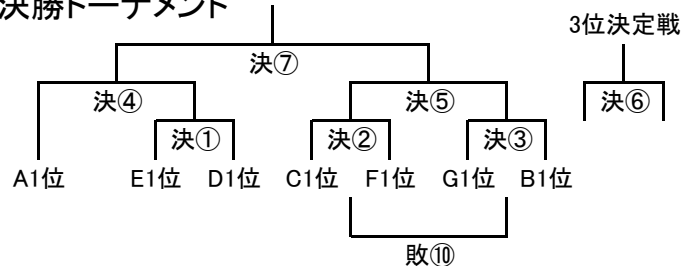 決勝トーナメント
3位決定戦
決⑦
決④
決⑤
決⑥
決①
決②
決③
A1位
E1位
D1位
C1位
F1位
G1位
B1位
敗⑩